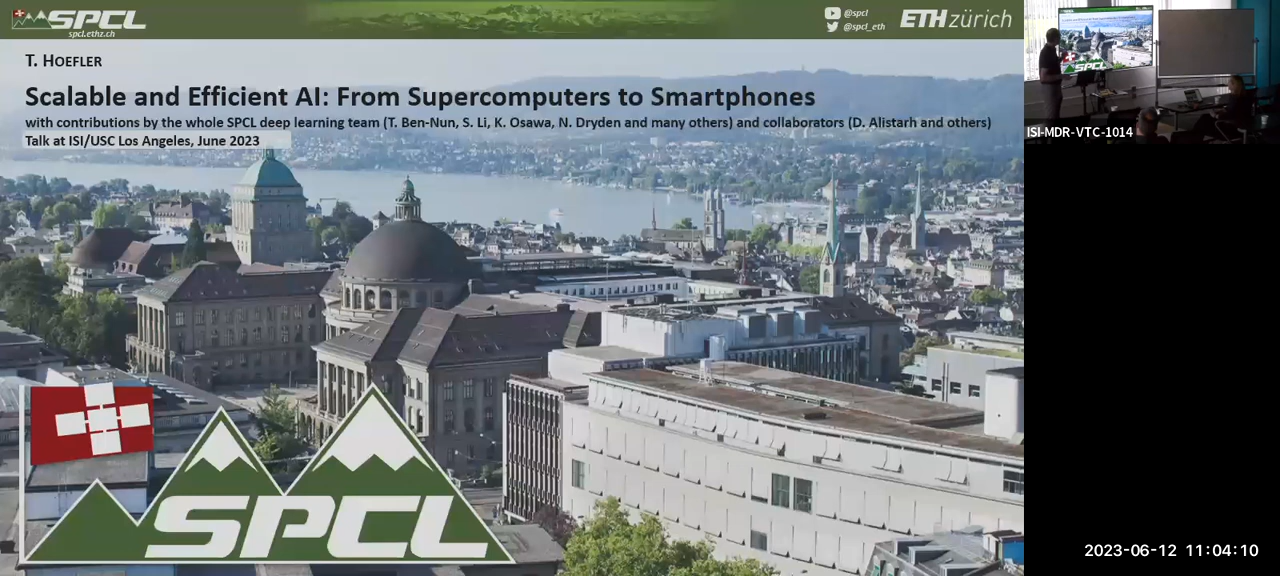 SPCL
spcl.ethz.ch
@spcl
@spcl_eth
ETH zürich
T. HOEFLER
Scalable and Efficient AI: From Supercomputers to Smartphones
with contributions by the whole SPCL deep learning team (T. Ben-Nun, S. Li, K. Osawa, N. Dryden and many others) and collaborators (D. Alistarh and others)
Talk at ISI/USC Los Angeles, June 2023
SPCL
SPCL
ISI-MDR-VTC-1014
2023-06-12 11:04:10